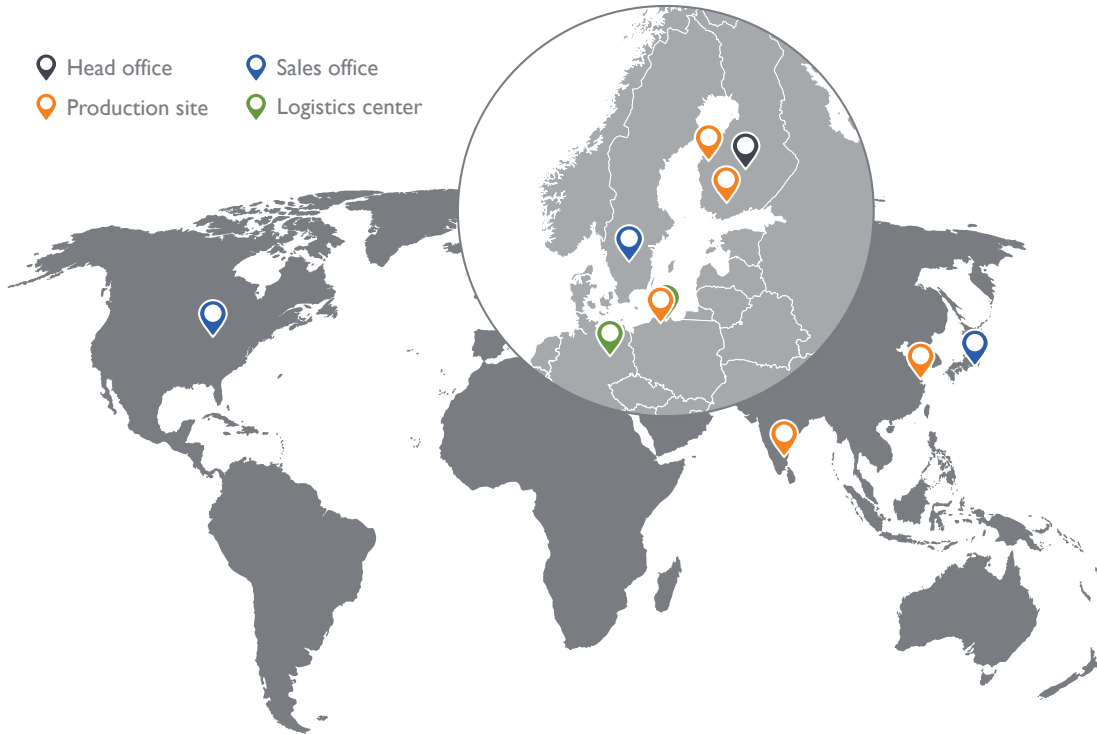 Head office
Sales office
Production site
Logistics center